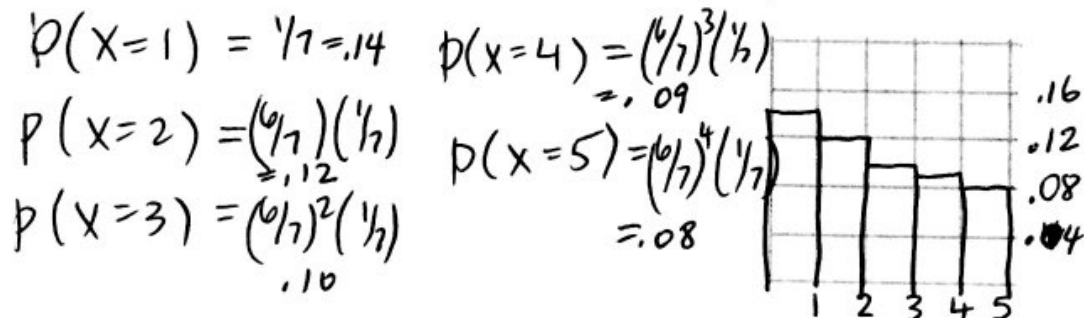 P(X=1) = 1/7 = .14
P(X=2) = (6/7)(1/7)
= .12
P(X=3) = (6/7)²(1/7)
.10
P(X=4) = (6/7)³(1/7)
= .09
P(X=5) = (6/7)⁴(1/7)
= .08
.16
.12
.08
.04
1 2 3 4 5